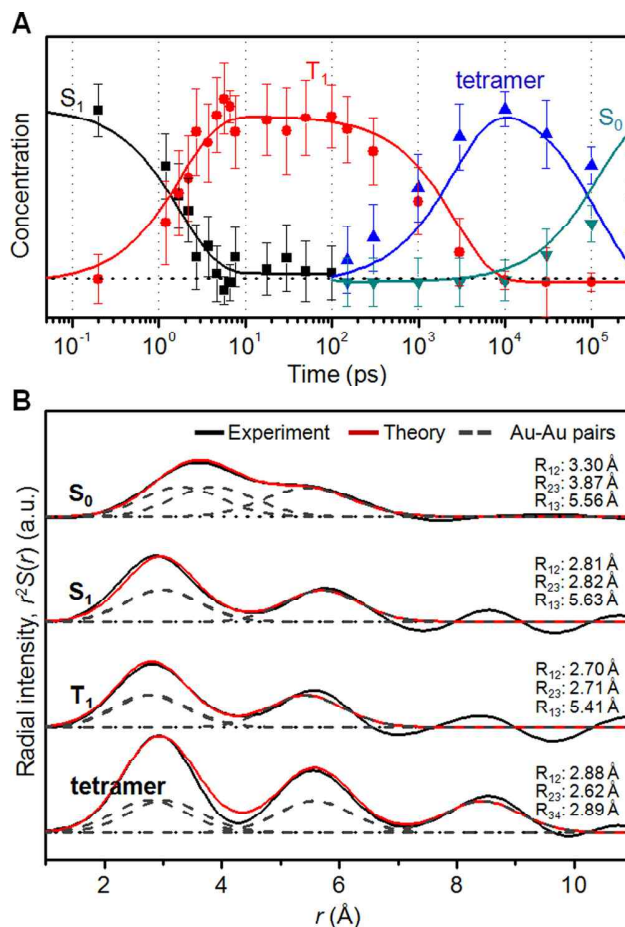 A
S₁
T₁
tetramer
S₀
Concentration
10⁻¹ 10⁰ 10¹ 10² 10³ 10⁴ 10⁵
Time (ps)
B
Experiment Theory Au-Au pairs
S₀
R₁₂: 3.30 Å
R₂₃: 3.87 Å
R₁₃: 5.56 Å
S₁
R₁₂: 2.81 Å
R₂₃: 2.82 Å
R₁₃: 5.63 Å
T₁
R₁₂: 2.70 Å
R₂₃: 2.71 Å
R₁₃: 5.41 Å
tetramer
R₁₂: 2.88 Å
R₂₃: 2.62 Å
R₃₄: 2.89 Å
Radial intensity, r²S(r) (a.u.)
2 4 6 8 10
r (Å)